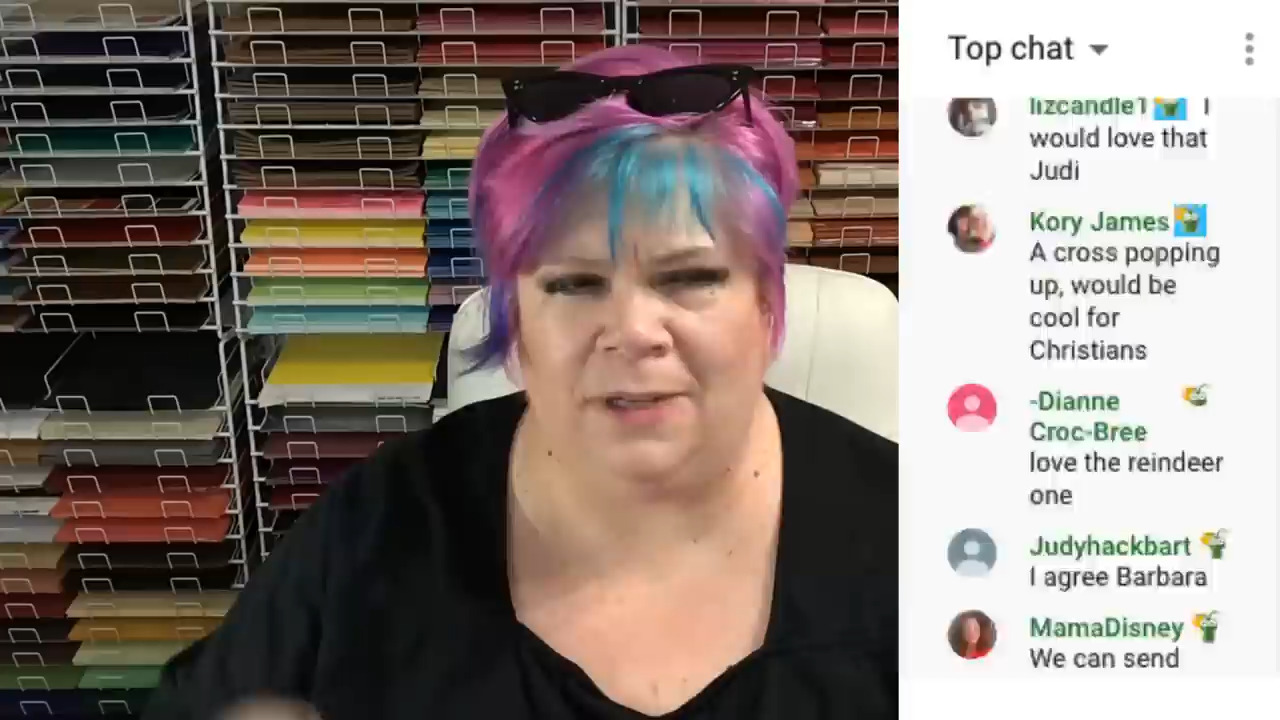 Top chat
lizcandle1 I
would love that
Judi
Kory James
A cross popping
up, would be
cool for
Christians
-Dianne
Croc-Bree
love the reindeer
one
Judyhackbart
I agree Barbara
MamaDisney
We can send